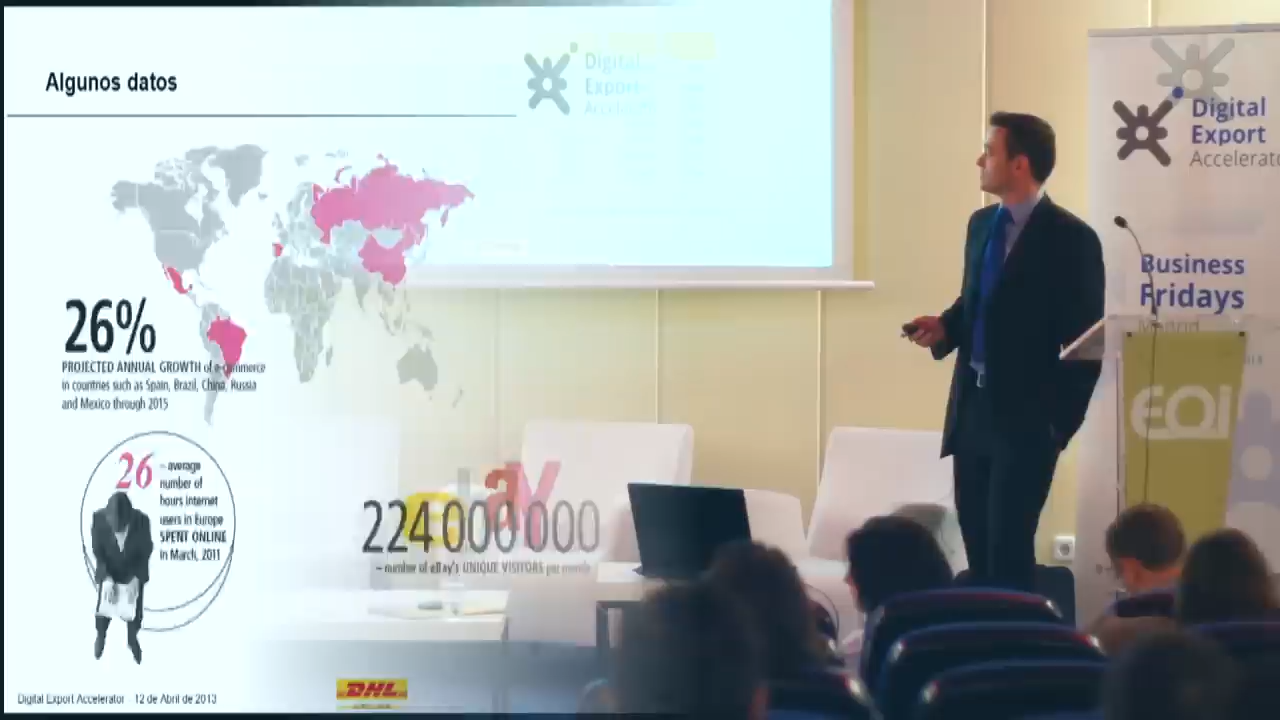 Algunos datos
Digital
Export
Accelerator
26%
PROJECTED ANNUAL GROWTH of e-commerce
in countries such as Spain, Brazil, China, Russia
and Mexico through 2015
26
– average
number of
hours internet
users in Europe
SPENT ONLINE
in March, 2011
ebay
224 000 000
– number of eBay's UNIQUE VISITORS per month
Digital Export Accelerator 12 de Abril de 2013
DHL
Digital
Export
Accelerato
Business
Fridays
Madrid
EOI